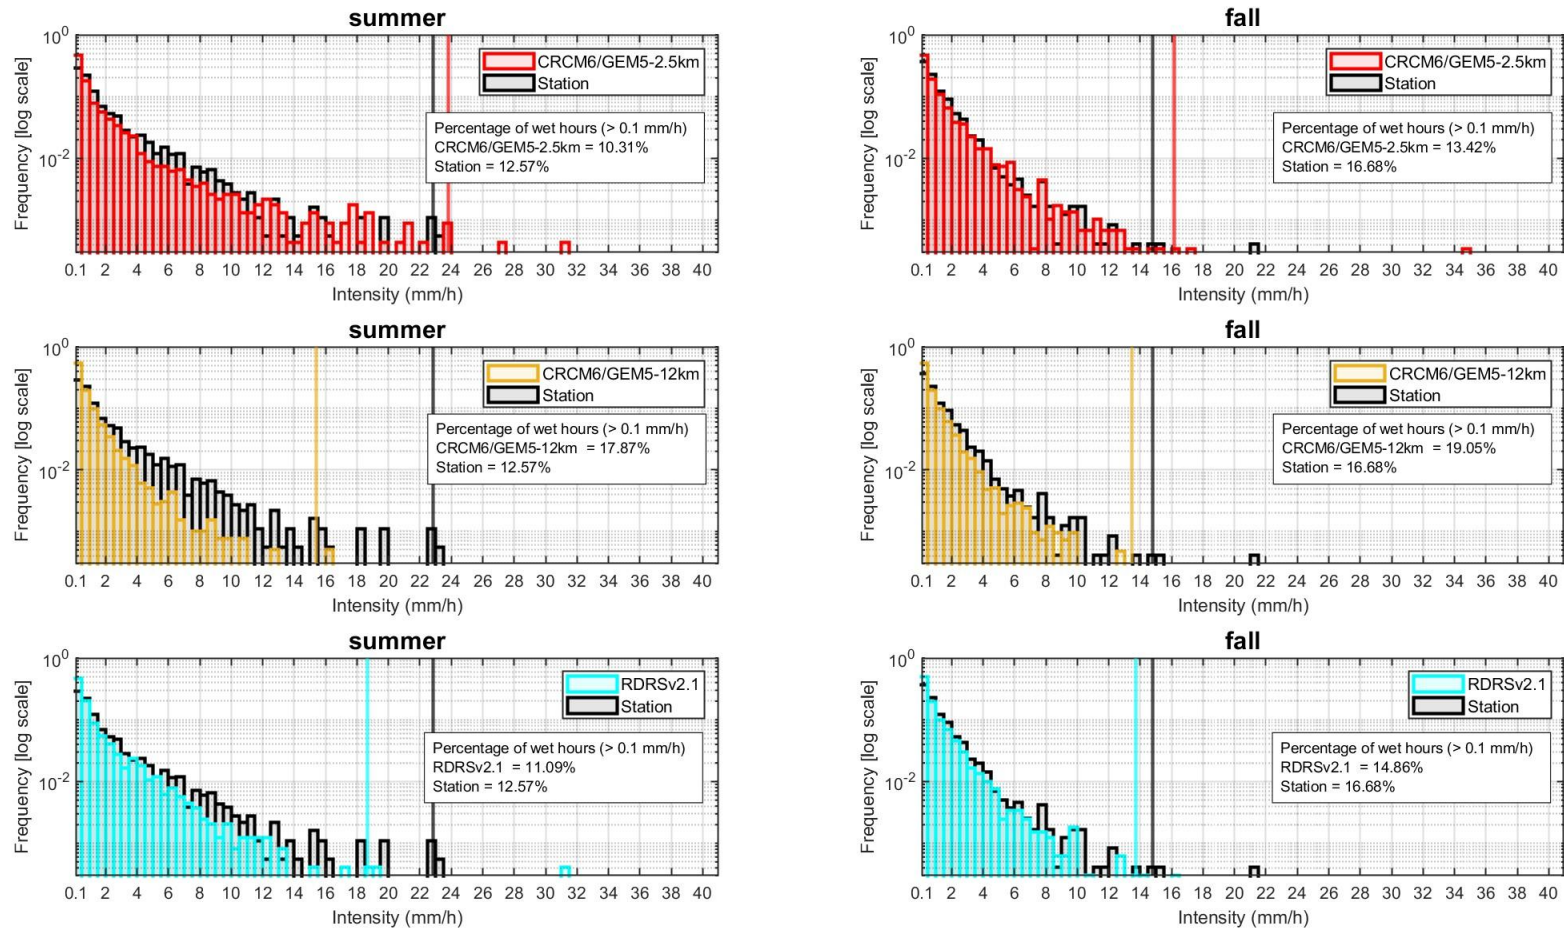 summer
Frequency [log scale]
10^0
10^-2
CRCM6/GEM5-2.5km
Station
Percentage of wet hours (> 0.1 mm/h)
CRCM6/GEM5-2.5km = 10.31%
Station = 12.57%
0.1 2 4 6 8 10 12 14 16 18 20 22 24 26 28 30 32 34 36 38 40
Intensity (mm/h)
fall
Frequency [log scale]
10^0
10^-2
CRCM6/GEM5-2.5km
Station
Percentage of wet hours (> 0.1 mm/h)
CRCM6/GEM5-2.5km = 13.42%
Station = 16.68%
0.1 2 4 6 8 10 12 14 16 18 20 22 24 26 28 30 32 34 36 38 40
Intensity (mm/h)
summer
Frequency [log scale]
10^0
10^-2
CRCM6/GEM5-12km
Station
Percentage of wet hours (> 0.1 mm/h)
CRCM6/GEM5-12km = 17.87%
Station = 12.57%
0.1 2 4 6 8 10 12 14 16 18 20 22 24 26 28 30 32 34 36 38 40
Intensity (mm/h)
fall
Frequency [log scale]
10^0
10^-2
CRCM6/GEM5-12km
Station
Percentage of wet hours (> 0.1 mm/h)
CRCM6/GEM5-12km = 19.05%
Station = 16.68%
0.1 2 4 6 8 10 12 14 16 18 20 22 24 26 28 30 32 34 36 38 40
Intensity (mm/h)
summer
Frequency [log scale]
10^0
10^-2
RDRSv2.1
Station
Percentage of wet hours (> 0.1 mm/h)
RDRSv2.1 = 11.09%
Station = 12.57%
0.1 2 4 6 8 10 12 14 16 18 20 22 24 26 28 30 32 34 36 38 40
Intensity (mm/h)
fall
Frequency [log scale]
10^0
10^-2
RDRSv2.1
Station
Percentage of wet hours (> 0.1 mm/h)
RDRSv2.1 = 14.86%
Station = 16.68%
0.1 2 4 6 8 10 12 14 16 18 20 22 24 26 28 30 32 34 36 38 40
Intensity (mm/h)